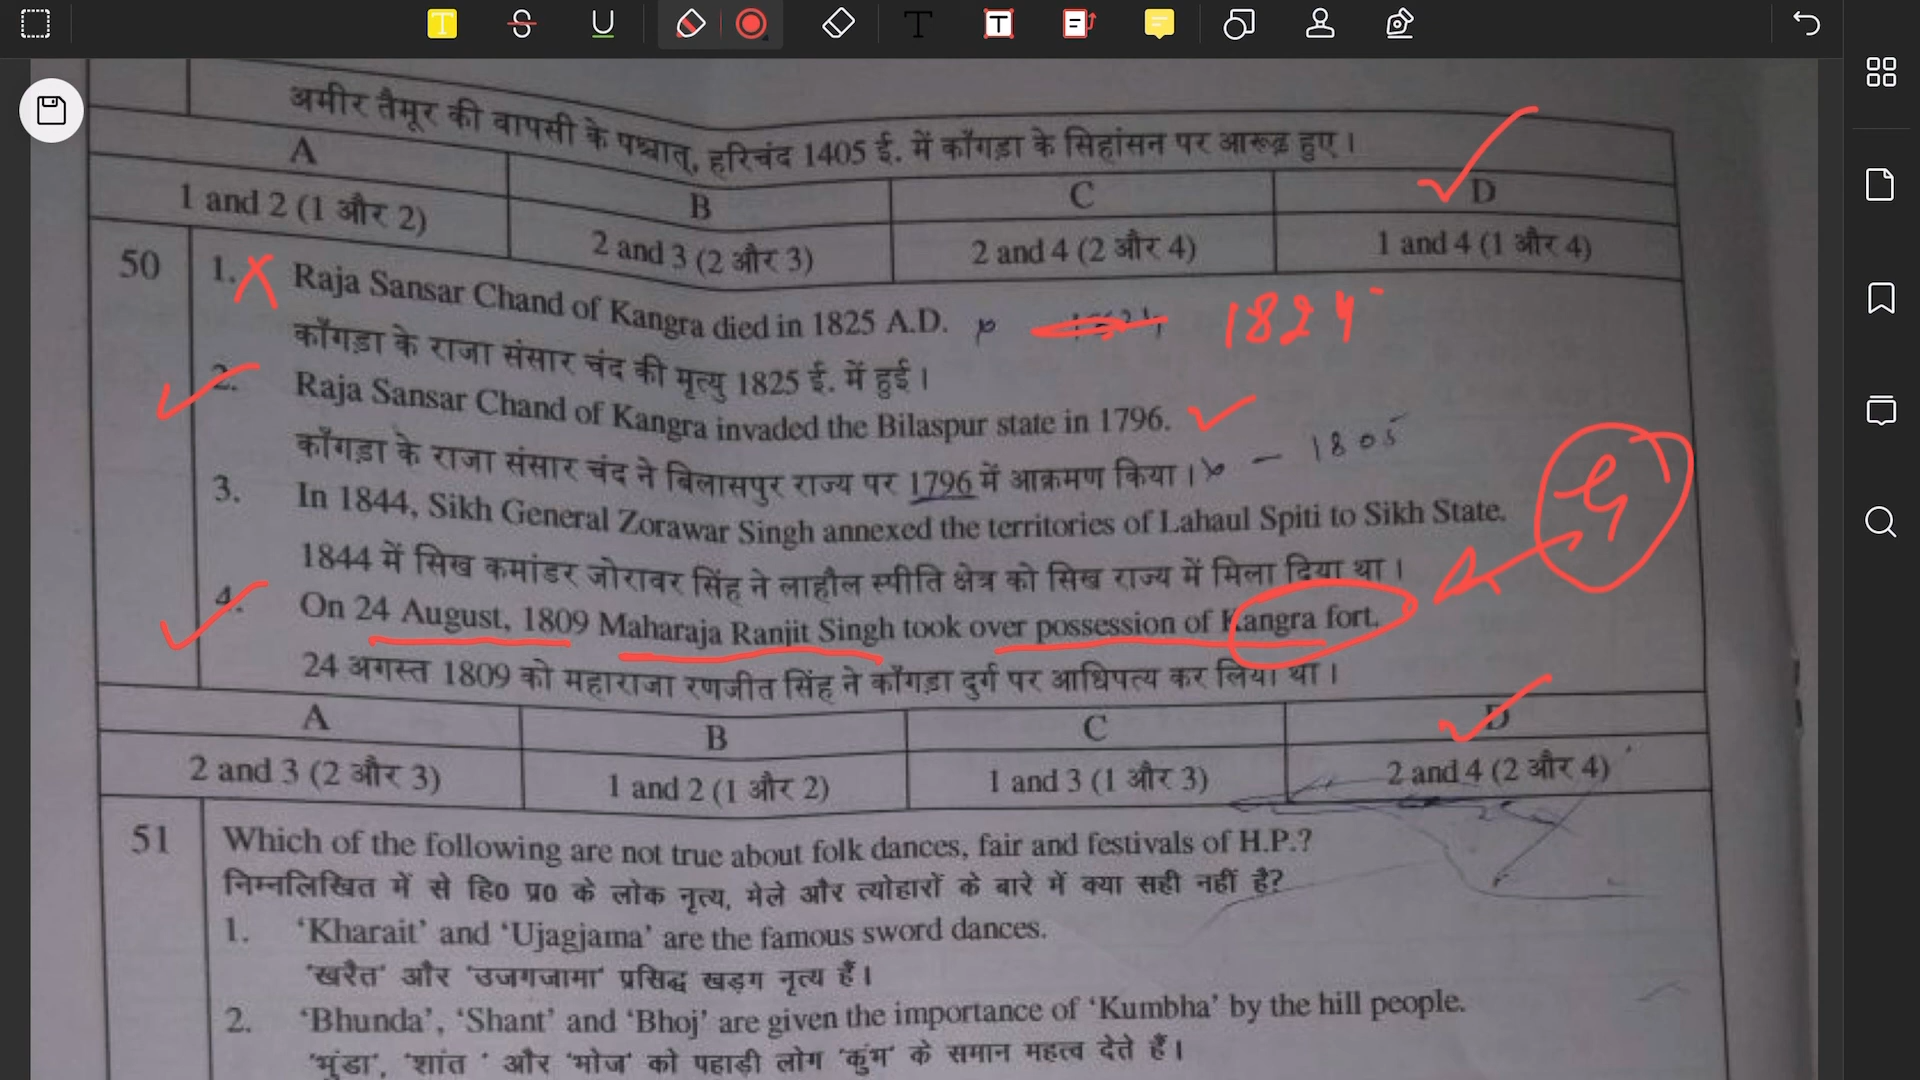 अमीर तैमूर की वापसी के पश्चात्, हरिचंद 1405 ई. में काँगड़ा के सिहांसन पर आरूढ़ हुए।
A B C D
1 and 2 (1 और 2) 2 and 3 (2 और 3) 2 and 4 (2 और 4) 1 and 4 (1 और 4)
50 1. Raja Sansar Chand of Kangra died in 1825 A.D. 1824
काँगड़ा के राजा संसार चंद की मृत्यु 1825 ई. में हुई।
2. Raja Sansar Chand of Kangra invaded the Bilaspur state in 1796.
काँगड़ा के राजा संसार चंद ने बिलासपुर राज्य पर 1796 में आक्रमण किया। – 1805
3. In 1844, Sikh General Zorawar Singh annexed the territories of Lahaul Spiti to Sikh State.
1844 में सिख कमांडर जोरावर सिंह ने लाहौल स्पीति क्षेत्र को सिख राज्य में मिला दिया था।
4. On 24 August, 1809 Maharaja Ranjit Singh took over possession of Kangra fort.
24 अगस्त 1809 को महाराजा रणजीत सिंह ने काँगड़ा दुर्ग पर आधिपत्य कर लिया था।
A B C D
2 and 3 (2 और 3) 1 and 2 (1 और 2) 1 and 3 (1 और 3) 2 and 4 (2 और 4)
51 Which of the following are not true about folk dances, fair and festivals of H.P.?
निम्नलिखित में से हि० प्र० के लोक नृत्य, मेले और त्योहारों के बारे में क्या सही नहीं है?
1. ‘Kharait’ and ‘Ujagjama’ are the famous sword dances.
'खरैत' और 'उजगजामा' प्रसिद्ध खड़ग नृत्य हैं।
2. ‘Bhunda’, ‘Shant’ and ‘Bhoj’ are given the importance of ‘Kumbha’ by the hill people.
'भुंडा', 'शांत ' और 'भोज' को पहाड़ी लोग 'कुंभ' के समान महत्व देते हैं।